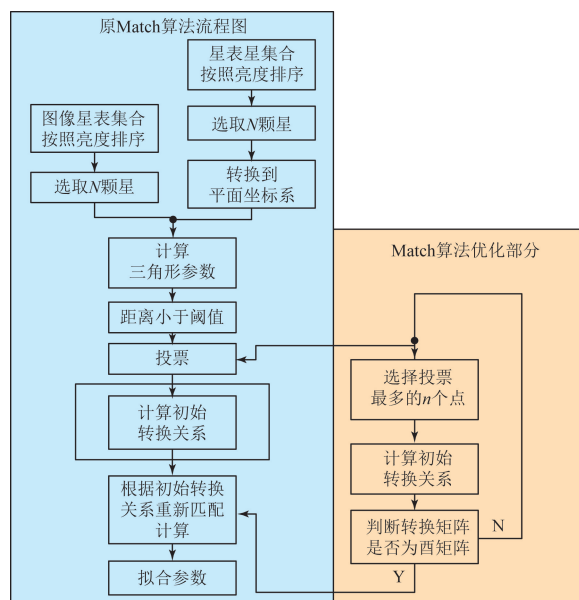 原Match算法流程图
星表星集合
按照亮度排序
图像星表集合
按照亮度排序
选取N颗星
选取N颗星
转换到
平面坐标系
计算
三角形参数
距离小于阈值
投票
计算初始
转换关系
根据初始转换
关系重新匹配
计算
拟合参数
Match算法优化部分
选择投票
最多的n个点
计算初始
转换关系
判断转换矩阵
是否为酉矩阵
N
Y